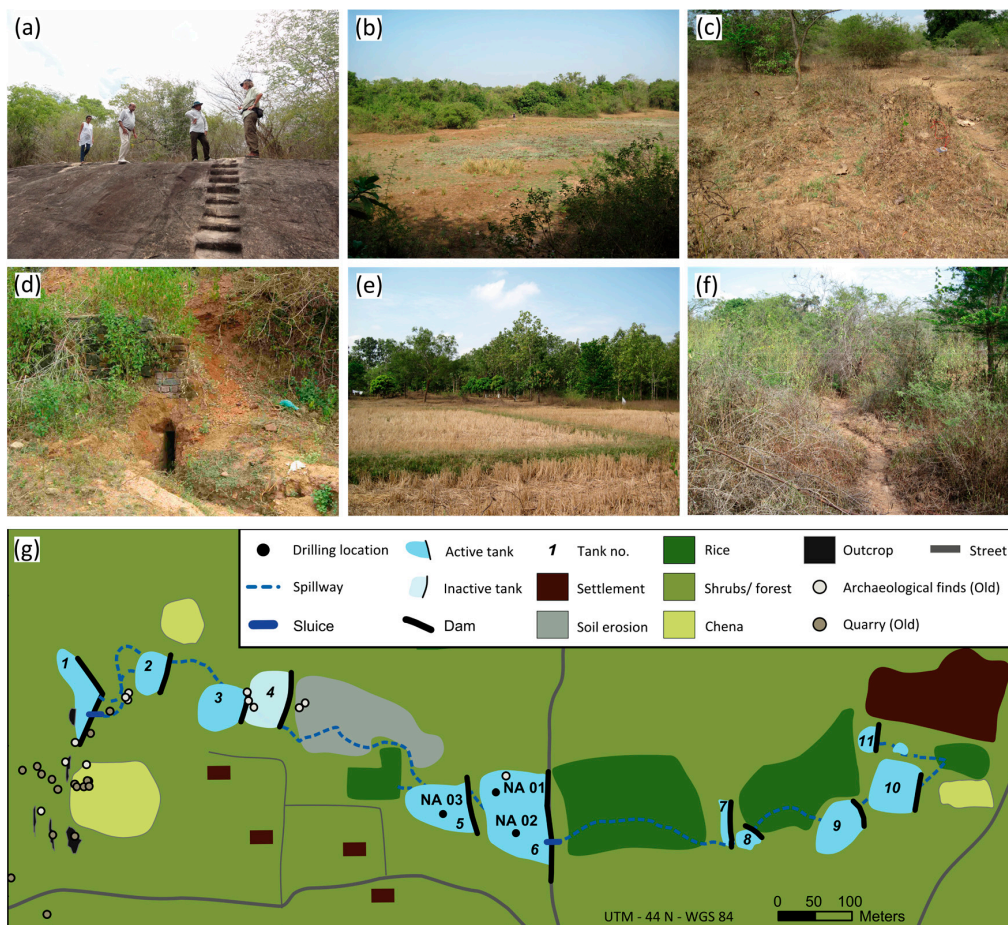 (a)
(b)
(c)
(d)
(e)
(f)
(g)
Drilling location
Active tank
1 Tank no.
Rice
Outcrop
Street
Spillway
Inactive tank
Settlement
Shrubs/ forest
Archaeological finds (Old)
Sluice
Dam
Soil erosion
Chena
Quarry (Old)
1
2
3
4
NA 03
5
NA 01
NA 02
6
7
8
9
10
11
0 50 100
Meters
UTM - 44 N - WGS 84